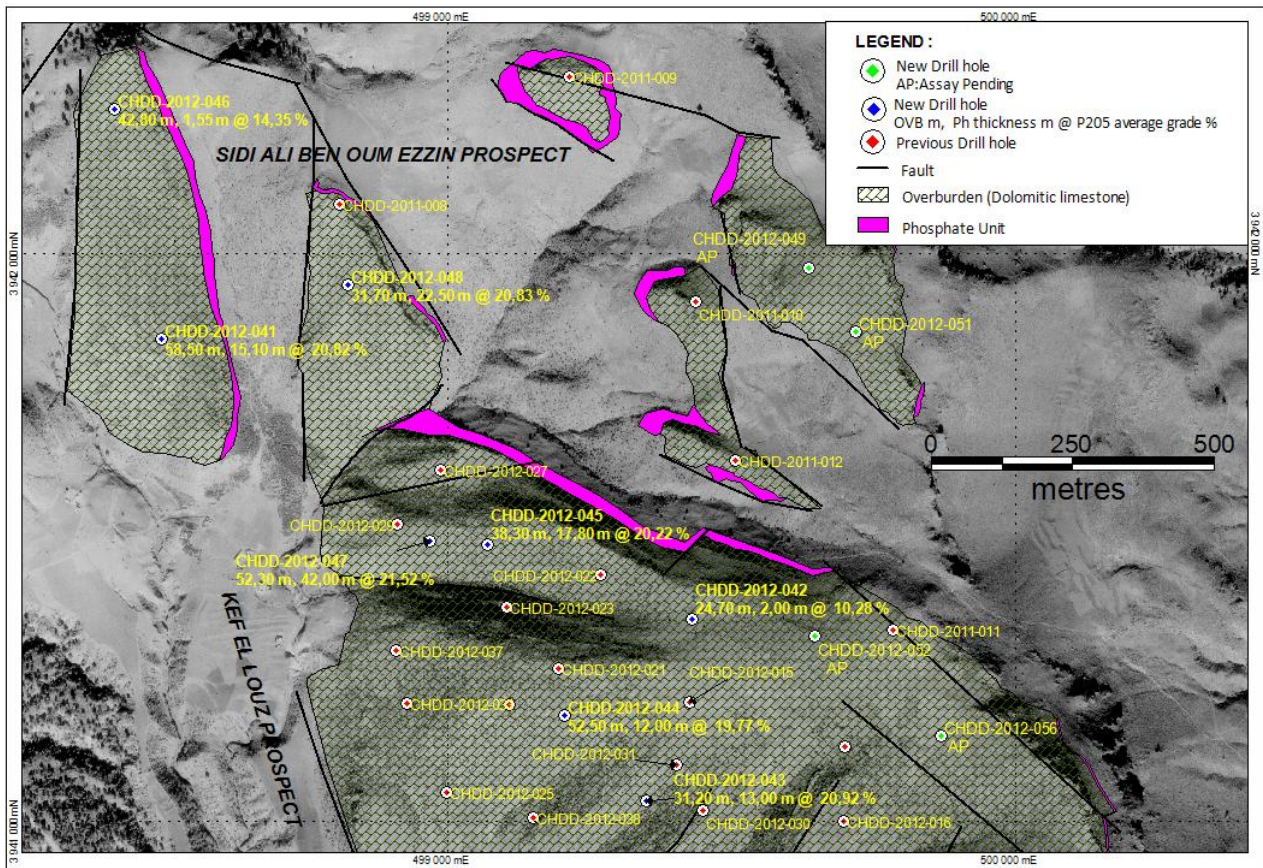 499 000 mE
500 000 mE
LEGEND :
New Drill hole
AP:Assay Pending
New Drill hole
OVB m,  Ph thickness m @ P205 average grade %
Previous Drill hole
Fault
Overburden (Dolomitic limestone)
Phosphate Unit
CHDD-2011-009
CHDD-2012-046
42,80 m, 1,55 m @ 14,35 %
SIDI ALI BEN OUM EZZIN PROSPECT
CHDD-2011-008
3 942 000 mN
3 942 000 mN
CHDD-2012-049
AP
CHDD-2012-048
31,70 m, 22,50 m @ 20,83 %
CHDD-2011-010
CHDD-2012-041
58,50 m, 15,10 m @ 20,82 %
CHDD-2012-051
AP
0 250 500
metres
CHDD-2011-012
CHDD-2012-027
CHDD-2012-029
CHDD-2012-045
38,30 m, 17,80 m @ 20,22 %
CHDD-2012-047
52,30 m, 42,00 m @ 21,52 %
CHDD-2012-022
CHDD-2012-042
24,70 m, 2,00 m @ 10,28 %
CHDD-2012-023
KEF EL LOUZ PROSPECT
CHDD-2011-011
CHDD-2012-052
AP
CHDD-2012-037
CHDD-2012-021
CHDD-2012-015
CHDD-2012-044
52,50 m, 12,00 m @ 19,77 %
CHDD-2012-056
AP
CHDD-2012-031
CHDD-2012-043
31,20 m, 13,00 m @ 20,92 %
CHDD-2012-025
CHDD-2012-030
CHDD-2012-016
3 941 000 mN
3 941 000 mN
499 000 mE
500 000 mE